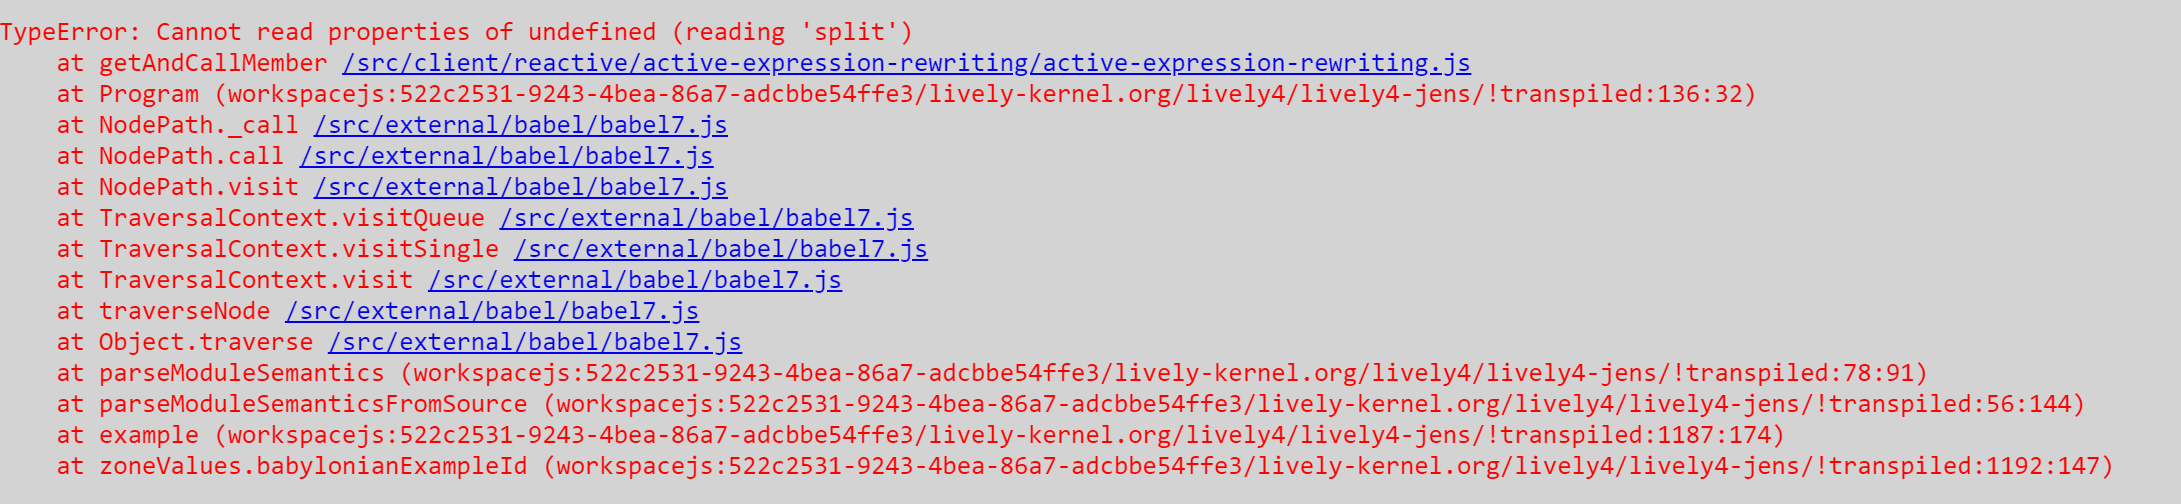 TypeError: Cannot read properties of undefined (reading 'split')
    at getAndCallMember /src/client/reactive/active-expression-rewriting/active-expression-rewriting.js
    at Program (workspacejs:522c2531-9243-4bea-86a7-adcbbe54ffe3/lively-kernel.org/lively4/lively4-jens/!transpiled:136:32)
    at NodePath._call /src/external/babel/babel7.js
    at NodePath.call /src/external/babel/babel7.js
    at NodePath.visit /src/external/babel/babel7.js
    at TraversalContext.visitQueue /src/external/babel/babel7.js
    at TraversalContext.visitSingle /src/external/babel/babel7.js
    at TraversalContext.visit /src/external/babel/babel7.js
    at traverseNode /src/external/babel/babel7.js
    at Object.traverse /src/external/babel/babel7.js
    at parseModuleSemantics (workspacejs:522c2531-9243-4bea-86a7-adcbbe54ffe3/lively-kernel.org/lively4/lively4-jens/!transpiled:78:91)
    at parseModuleSemanticsFromSource (workspacejs:522c2531-9243-4bea-86a7-adcbbe54ffe3/lively-kernel.org/lively4/lively4-jens/!transpiled:56:144)
    at example (workspacejs:522c2531-9243-4bea-86a7-adcbbe54ffe3/lively-kernel.org/lively4/lively4-jens/!transpiled:1187:174)
    at zoneValues.babylonianExampleId (workspacejs:522c2531-9243-4bea-86a7-adcbbe54ffe3/lively-kernel.org/lively4/lively4-jens/!transpiled:1192:147)